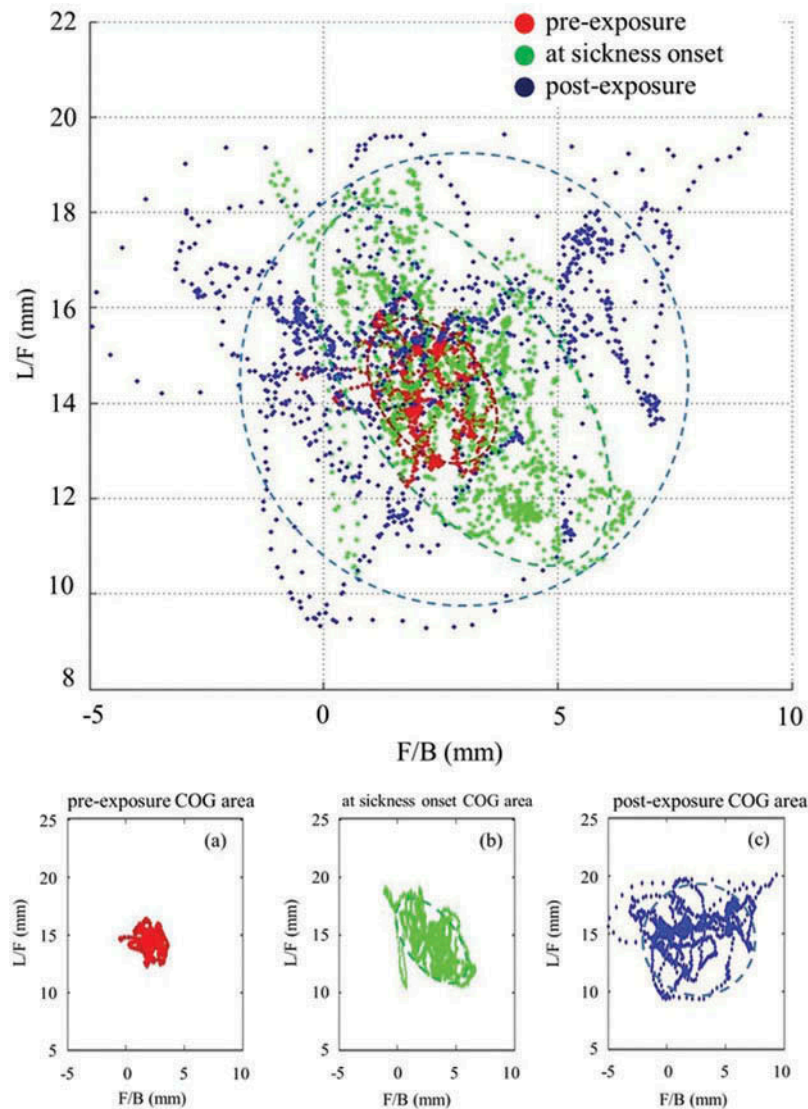 22
20
18
16
14
12
10
8
L/F (mm)
-5
0
5
10
F/B (mm)
pre-exposure
at sickness onset
post-exposure
pre-exposure COG area
(a)
25
20
15
10
5
L/F (mm)
-5
0
5
10
F/B (mm)
at sickness onset COG area
(b)
25
20
15
10
5
L/F (mm)
-5
0
5
10
F/B (mm)
post-exposure COG area
(c)
25
20
15
10
5
L/F (mm)
-5
0
5
10
F/B (mm)